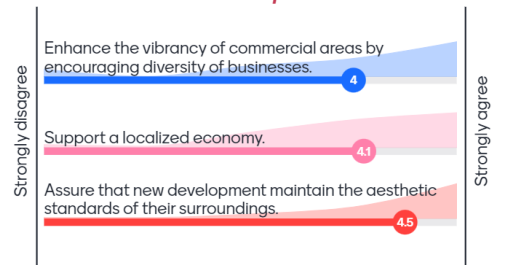 Strongly disagree
Enhance the vibrancy of commercial areas by
encouraging diversity of businesses.
4
Support a localized economy.
4.1
Assure that new development maintain the aesthetic
standards of their surroundings.
4.5
Strongly agree